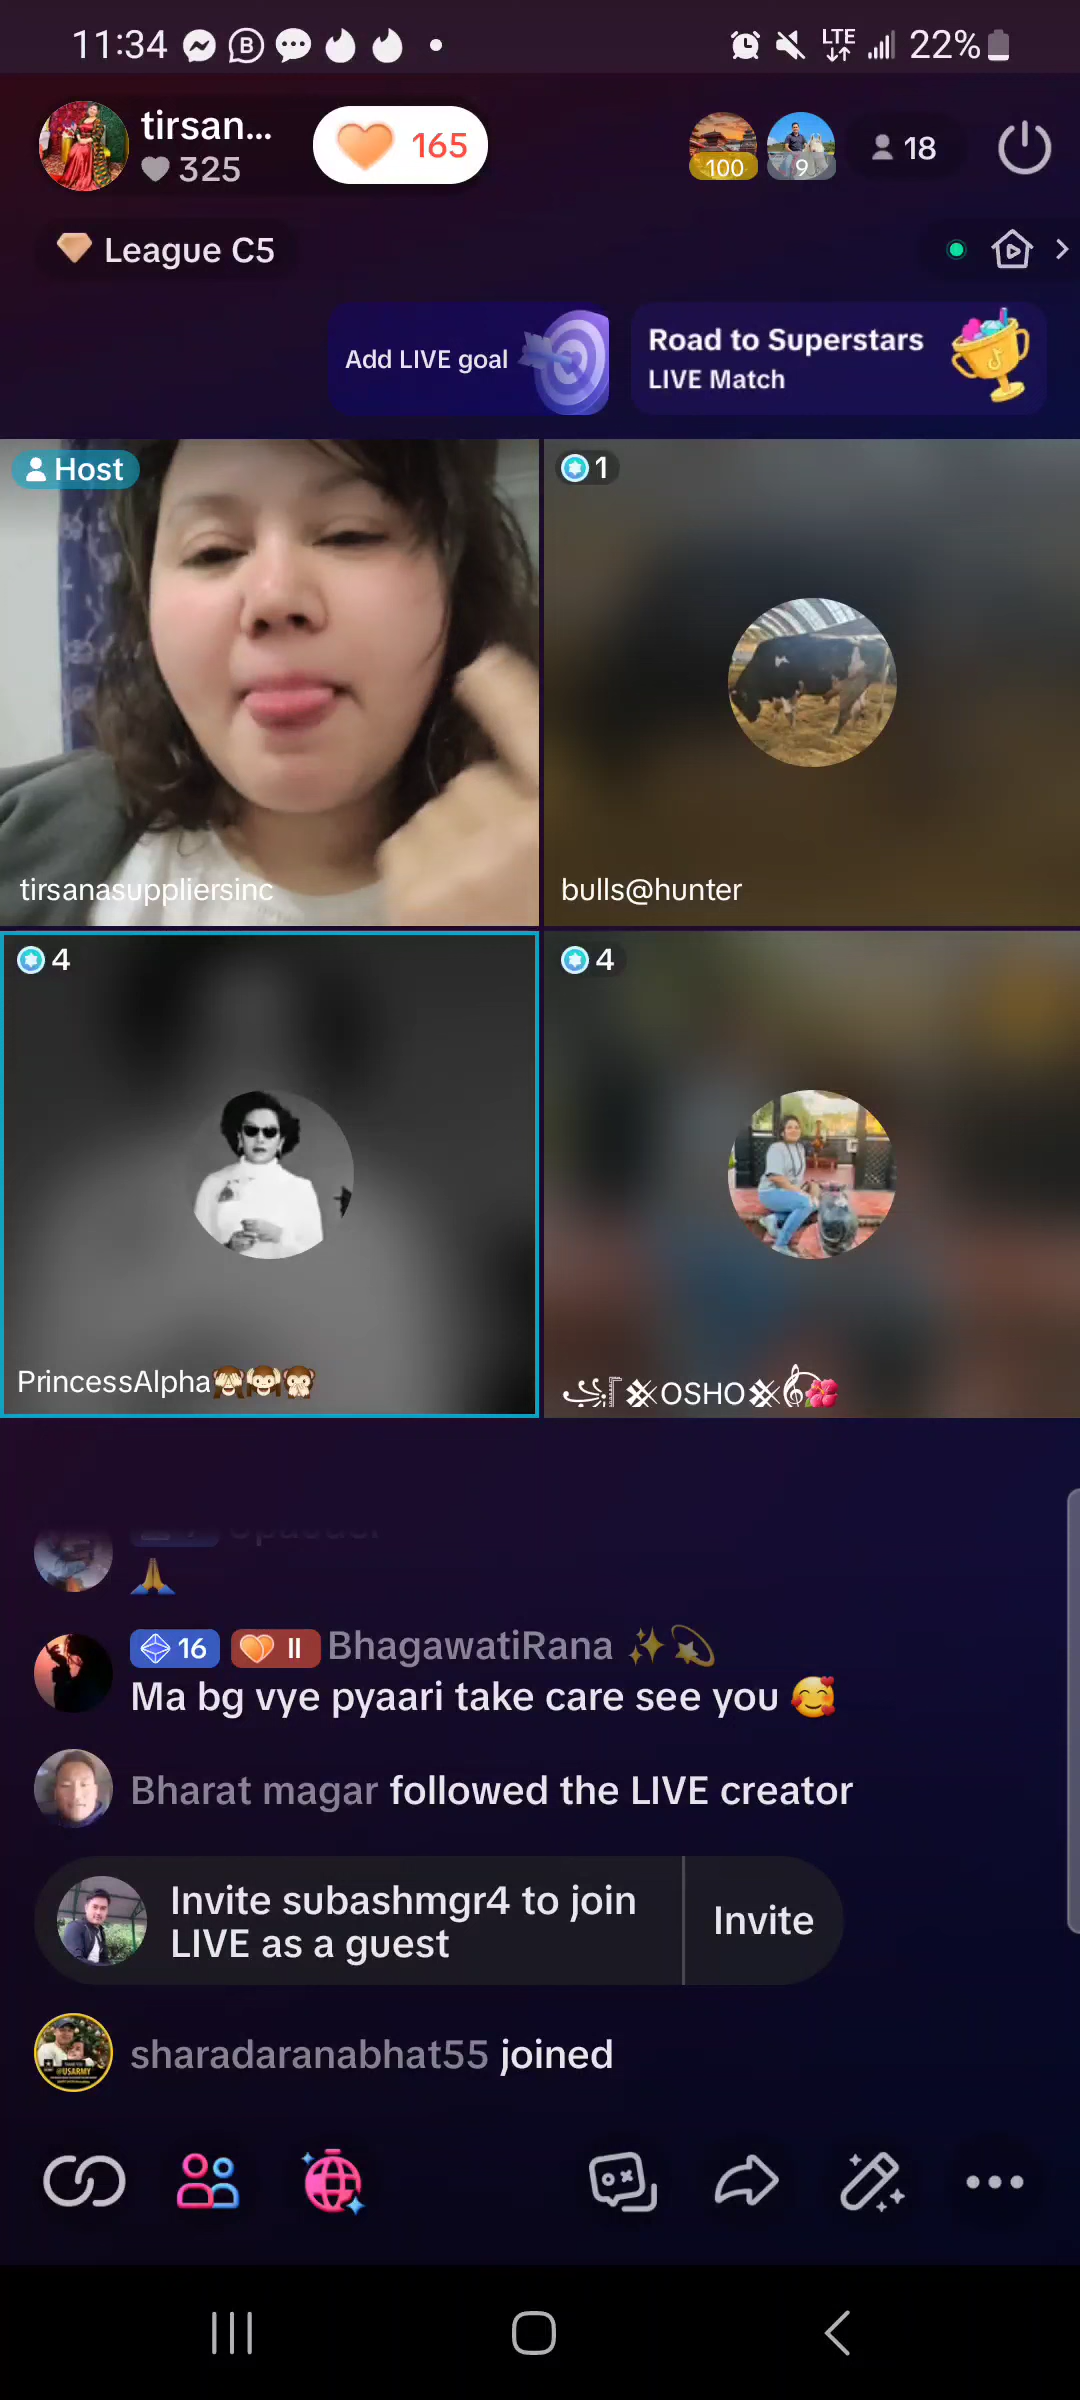 11:34
LTE
22%
tirsan...
325
165
100
9
18
League C5
Add LIVE goal
Road to Superstars
LIVE Match
Host
tirsanasuppliersinc
1
bulls@hunter
4
PrincessAlpha🙈🙉🙊
4
OSHO
🙏
16 II BhagawatiRana ✨💫
Ma bg vye pyaari take care see you 🥰
Bharat magar followed the LIVE creator
Invite subashmgr4 to join
LIVE as a guest
Invite
sharadaranabhat55 joined